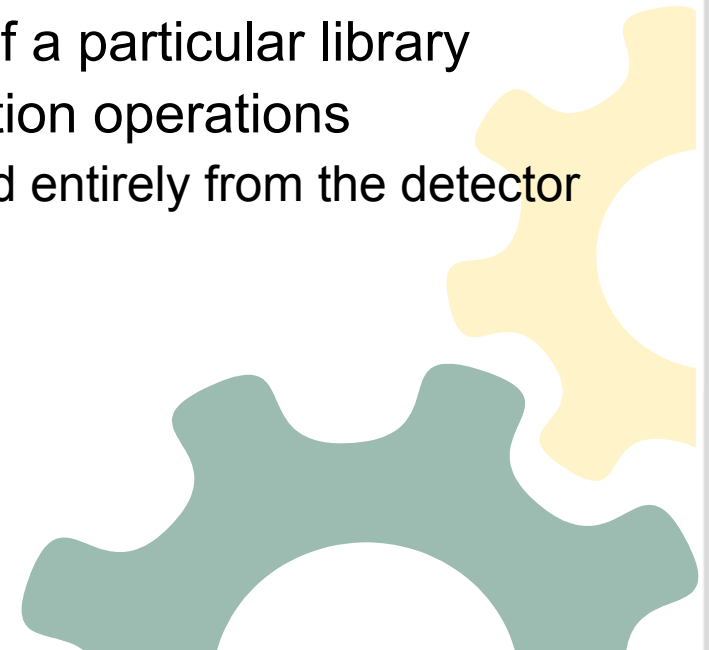 f a particular library
tion operations
d entirely from the detector